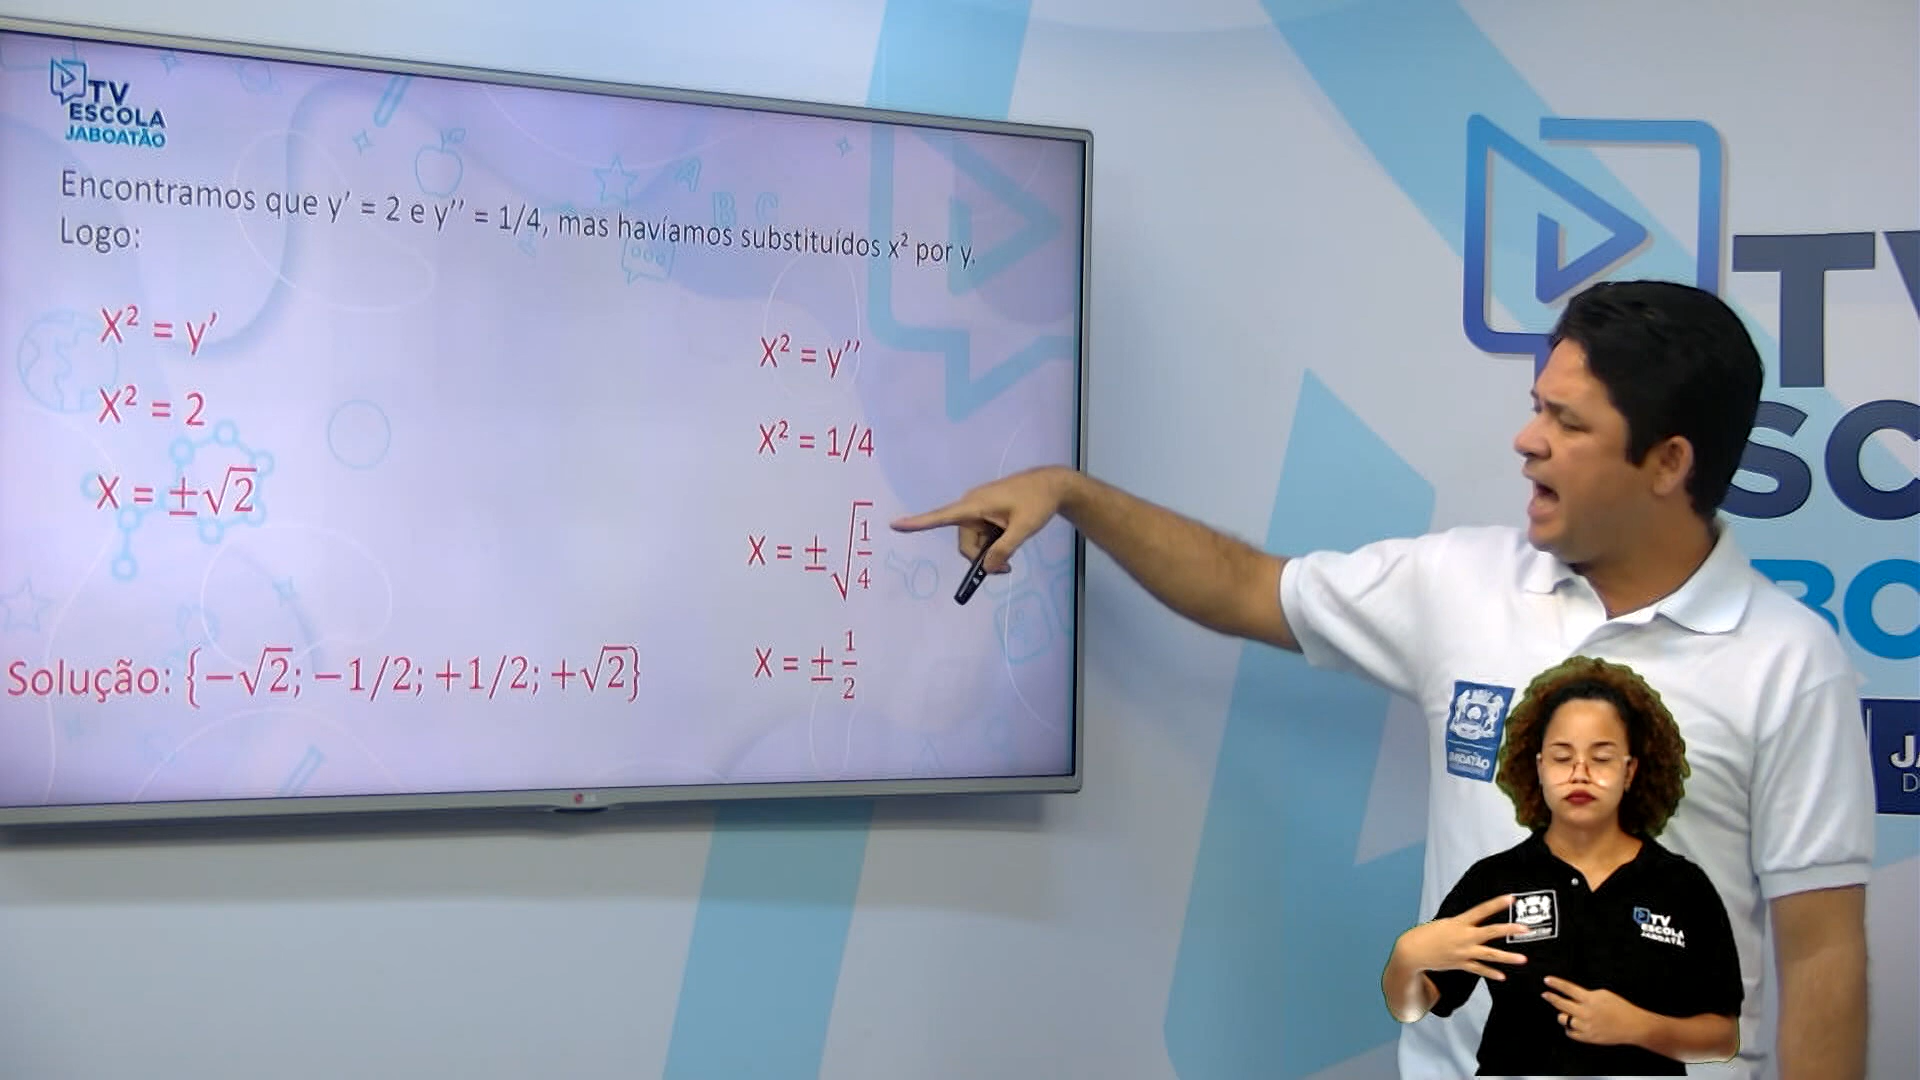 TV
ESCOLA
JABOATÃO
Encontramos que y’ = 2 e y’’ = 1/4, mas havíamos substituídos x² por y.
Logo:
X² = y’
X² = 2
X = ±√2
X² = y’’
X² = 1/4
X = ±√(1/4)
X = ± 1/2
Solução: {−√2; −1/2; +1/2; +√2}
LG
TV
JABOATÃO
TV
ESCOLA